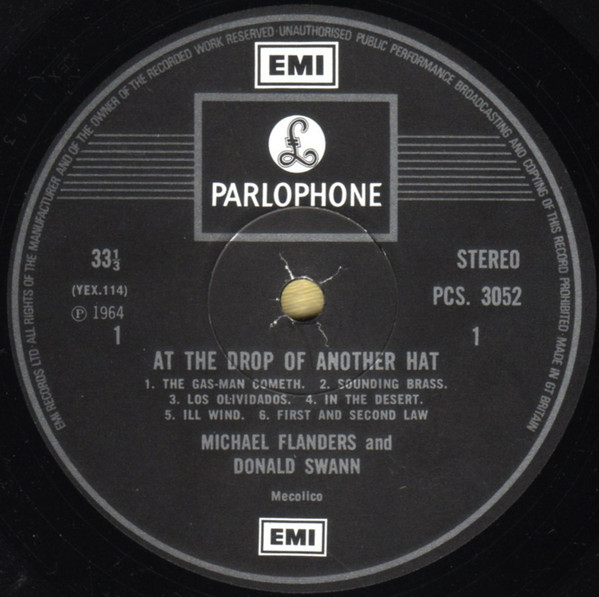 EMI RECORDS LTD ALL RIGHTS OF THE MANUFACTURER AND OF THE OWNER OF THE RECORDED WORK RESERVED · UNAUTHORISED PUBLIC PERFORMANCE BROADCASTING AND COPYING OF THIS RECORD PROHIBITED · MADE IN GT BRITAIN
EMI
£
PARLOPHONE
33⅓
STEREO
(YEX.114)
PCS. 3052
Ⓟ 1964
1
1
AT THE DROP OF ANOTHER HAT
1. THE GAS-MAN COMETH. 2. SOUNDING BRASS.
3. LOS OLIVIDADOS. 4. IN THE DESERT.
5. ILL WIND. 6. FIRST AND SECOND LAW
MICHAEL FLANDERS and
DONALD SWANN
Mecolico
EMI